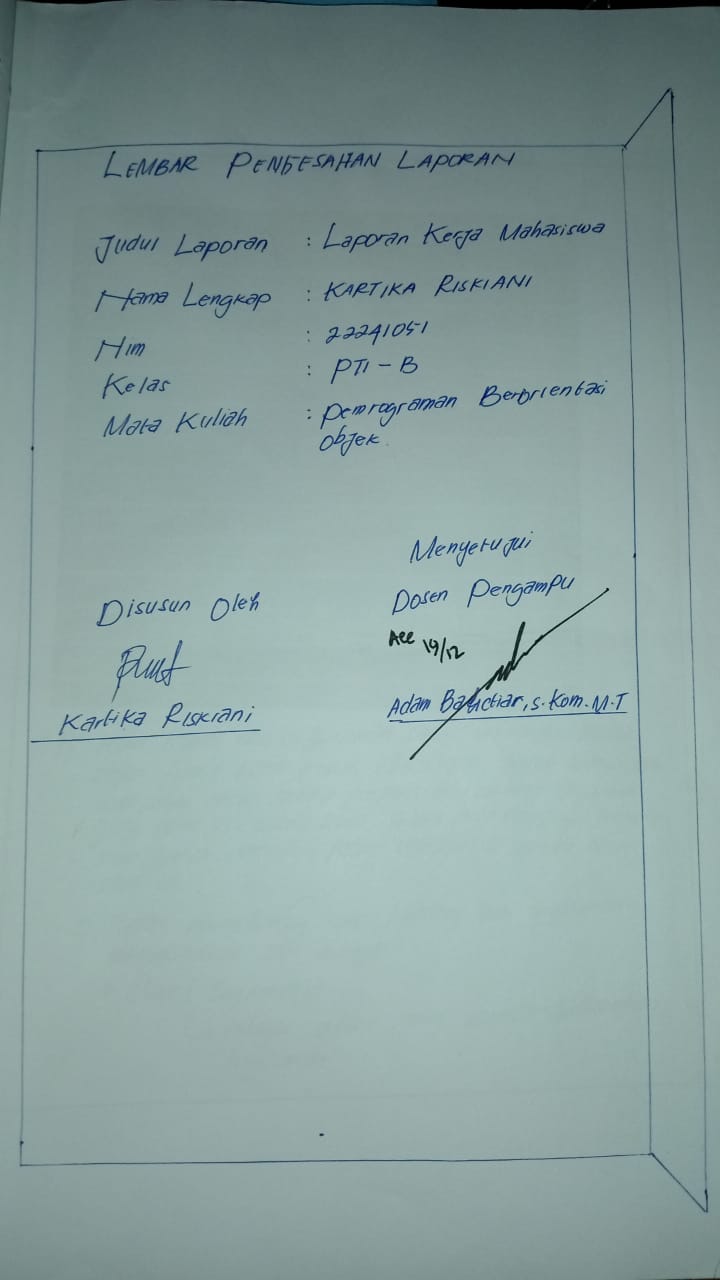 LEMBAR PENGESAHAN LAPORAN
Judul Laporan : Laporan Kerja Mahasiswa
Nama Lengkap : KARTIKA RISKIANI
Nim : 22241051
Kelas : PTI - B
Mata Kuliah : Pemrograman Berorientasi
Objek.
Menyetujui
Disusun Oleh
Dosen Pengampu
Acc 19/12
Kartika Riskiani
Adam Bachtiar, S.Kom.M.T